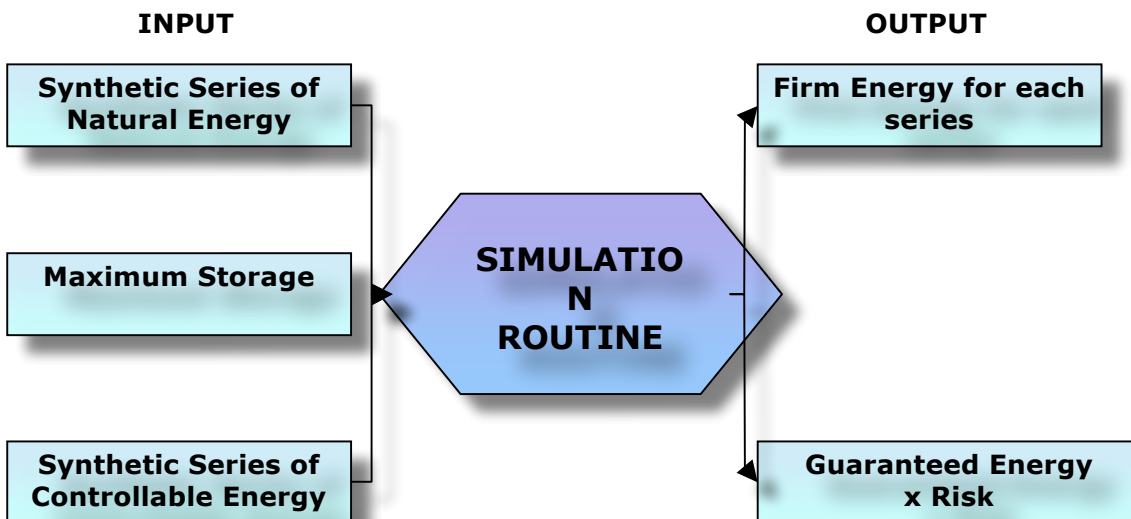 INPUT
OUTPUT
Synthetic Series of
Natural Energy
Firm Energy for each
series
Maximum Storage
SIMULATIO
N
ROUTINE
Synthetic Series of
Controllable Energy
Guaranteed Energy
x Risk